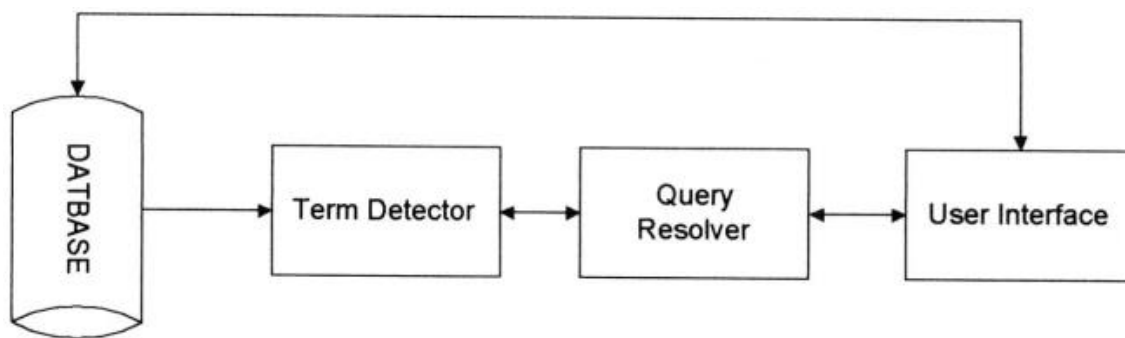 DATBASE
Term Detector
Query
Resolver
User Interface